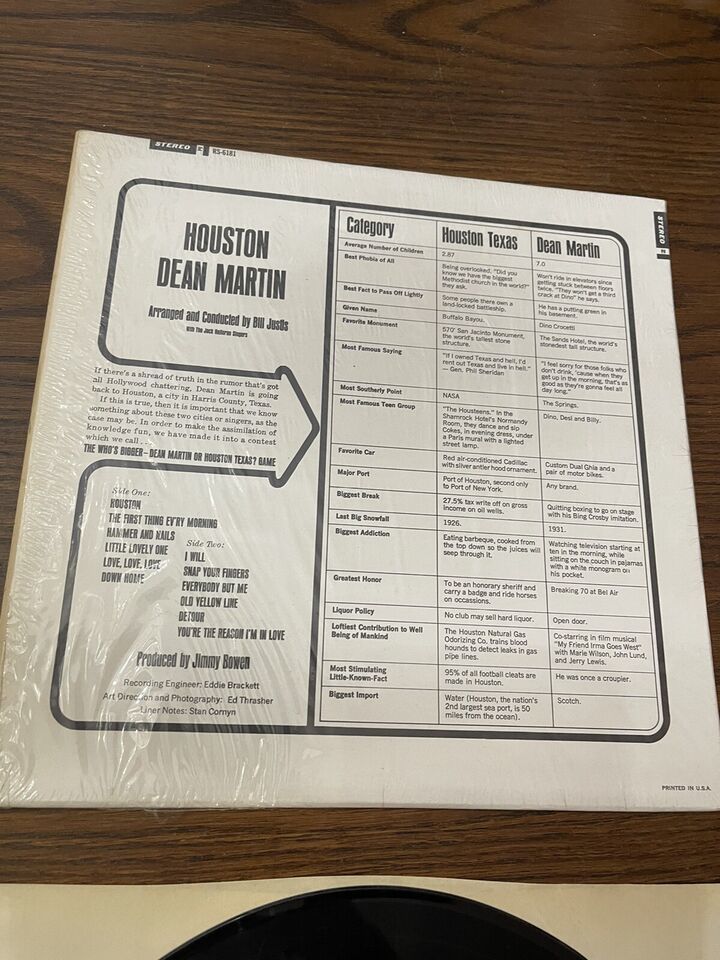 STEREO RS-6181
STEREO
HOUSTON
DEAN MARTIN
Arranged and Conducted by Bill Justis
With The Jack Halloran Singers
If there's a shread of truth in the rumor that's got
all Hollywood chattering, Dean Martin is going
back to Houston, a city in Harris County, Texas.
If this is true, then it is important that we know
something about these two cities or singers, as the
case may be. In order to make the assimilation of
knowledge fun, we have made it into a contest
which we call...
THE WHO'S BIGGER—DEAN MARTIN OR HOUSTON TEXAS? GAME
Side One:
HOUSTON
THE FIRST THING EV'RY MORNING
HAMMER AND NAILS
LITTLE LOVELY ONE
LOVE, LOVE, LOVE
DOWN HOME
Side Two:
I WILL
SNAP YOUR FINGERS
EVERYBODY BUT ME
OLD YELLOW LINE
DETOUR
YOU'RE THE REASON I'M IN LOVE
Produced by Jimmy Bowen
Recording Engineer: Eddie Brackett
Art Direction and Photography: Ed Thrasher
Liner Notes: Stan Cornyn
Category Houston Texas Dean Martin
Average Number of Children 2.87 7.0
Best Phobia of All
Being overlooked. "Did you
know we have the biggest
Methodist church in the world?"
they ask.
Won't ride in elevators since
getting stuck between floors
twice. "They won't get a third
crack at Dino" he says.
Best Fact to Pass Off Lightly
Some people there own a
land-locked battleship.
He has a putting green in
his basement.
Given Name Buffalo Bayou. Dino Crocetti
Favorite Monument
570' San Jacinto Monument,
the world's tallest stone
structure.
The Sands Hotel, the world's
stonedest tall structure.
Most Famous Saying
"If I owned Texas and hell, I'd
rent out Texas and live in hell."
— Gen. Phil Sheridan
"I feel sorry for those folks who
don't drink, 'cause when they
get up in the morning, that's as
good as they're gonna feel all
day long."
Most Southerly Point NASA The Springs.
Most Famous Teen Group
"The Housteens." In the
Shamrock Hotel's Normandy
Room, they dance and sip
Cokes, in evening dress, under
a Paris mural with a lighted
street lamp.
Dino, Desi and Billy.
Favorite Car
Red air-conditioned Cadillac
with silver antler hood ornament.
Custom Dual Ghia and a
pair of motor bikes.
Major Port
Port of Houston, second only
to Port of New York.
Any brand.
Biggest Break
27.5% tax write off on gross
income on oil wells.
Quitting boxing to go on stage
with his Bing Crosby imitation.
Last Big Snowfall 1926. 1931.
Biggest Addiction
Eating barbeque, cooked from
the top down so the juices will
seep through it.
Watching television starting at
ten in the morning, while
sitting on the couch in pajamas
with a white monogram on
his pocket.
Greatest Honor
To be an honorary sheriff and
carry a badge and ride horses
on occassions.
Breaking 70 at Bel Air
Liquor Policy No club may sell hard liquor. Open door.
Loftiest Contribution to Well
Being of Mankind
The Houston Natural Gas
Odorizing Co. trains blood
hounds to detect leaks in gas
pipe lines.
Co-starring in film musical
"My Friend Irma Goes West"
with Marie Wilson, John Lund,
and Jerry Lewis.
Most Stimulating
Little-Known-Fact
95% of all football cleats are
made in Houston.
He was once a croupier.
Biggest Import
Water (Houston, the nation's
2nd largest sea port, is 50
miles from the ocean).
Scotch.
PRINTED IN U.S.A.